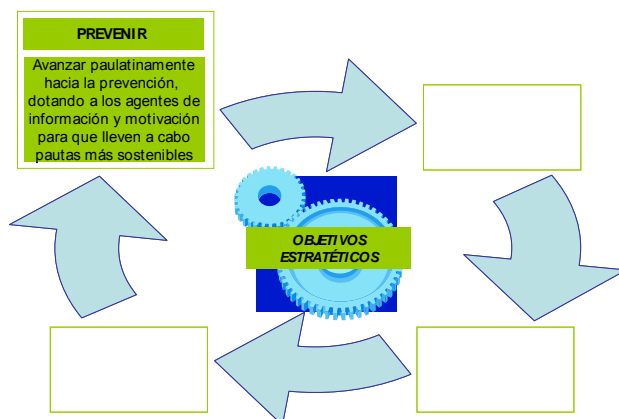 PREVENIR
Avanzar paulatinamente
hacia la prevención,
dotando a los agentes de
información y motivación
para que lleven a cabo
pautas más sostenibles
OBJETIVOS
ESTRATÉTICOS